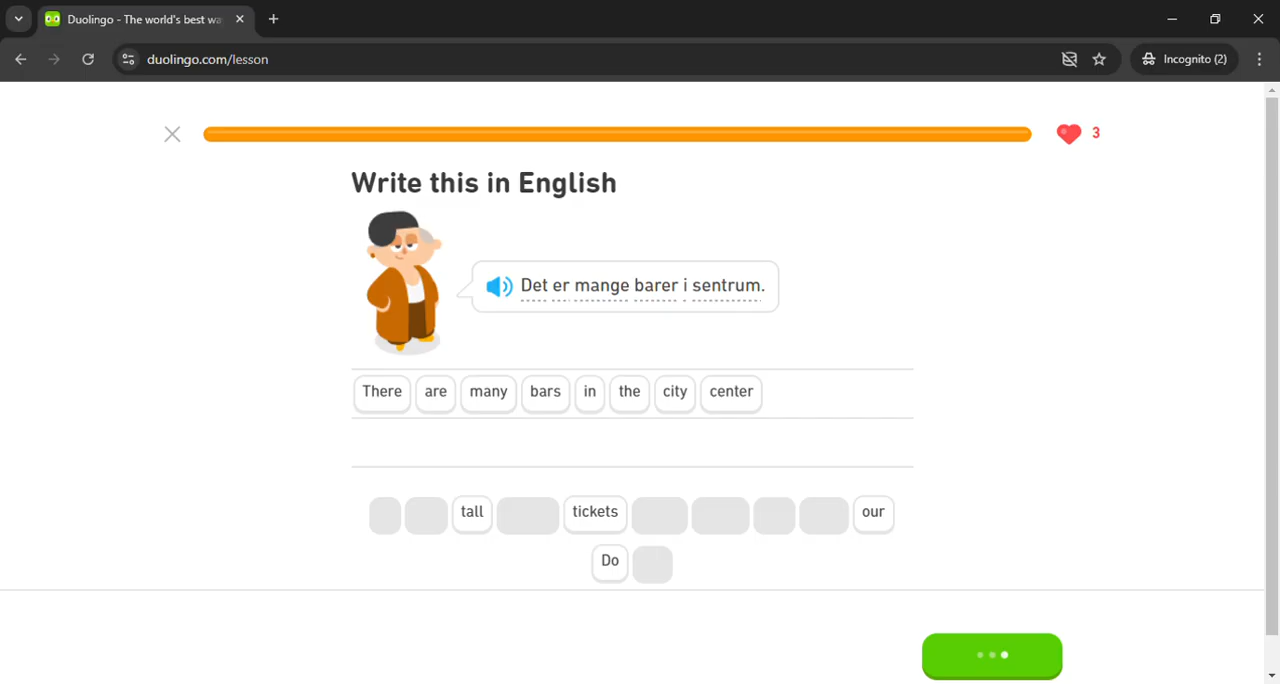 Duolingo - The world's best wa
duolingo.com/lesson
Incognito (2)
3
Write this in English
Det er mange barer i sentrum.
There are many bars in the city center
tall tickets our
Do